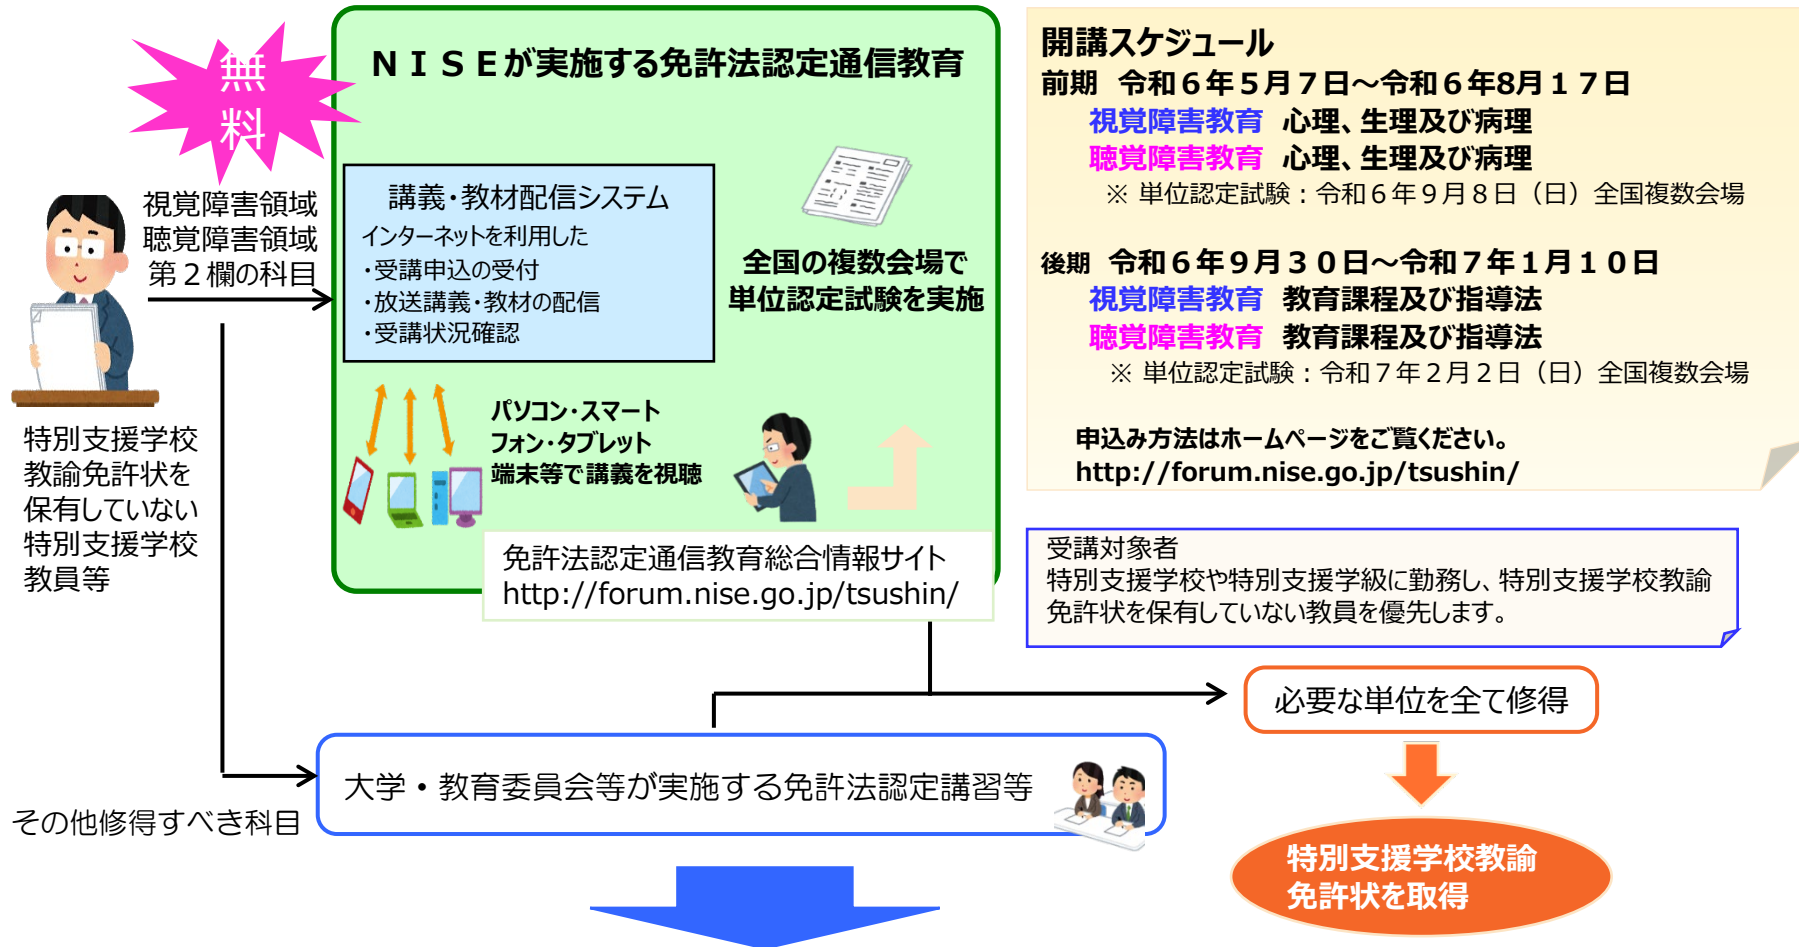 無
料
視覚障害領域
聴覚障害領域
第２欄の科目
特別支援学校
教諭免許状を
保有していない
特別支援学校
教員等
その他修得すべき科目
ＮＩＳＥが実施する免許法認定通信教育
講義・教材配信システム
インターネットを利用した
・受講申込の受付
・放送講義・教材の配信
・受講状況確認
全国の複数会場で
単位認定試験を実施
パソコン・スマート
フォン・タブレット
端末等で講義を視聴
免許法認定通信教育総合情報サイト
http://forum.nise.go.jp/tsushin/
大学・教育委員会等が実施する免許法認定講習等
開講スケジュール
前期　令和６年５月７日～令和６年8月１７日
視覚障害教育　心理、生理及び病理
聴覚障害教育　心理、生理及び病理
※ 単位認定試験：令和６年９月８日（日）全国複数会場
後期　令和６年９月３０日～令和７年１月１０日
視覚障害教育　教育課程及び指導法
聴覚障害教育　教育課程及び指導法
※ 単位認定試験：令和７年２月２日（日）全国複数会場
申込み方法はホームページをご覧ください。
http://forum.nise.go.jp/tsushin/
受講対象者
特別支援学校や特別支援学級に勤務し、特別支援学校教諭
免許状を保有していない教員を優先します。
必要な単位を全て修得
特別支援学校教諭
免許状を取得